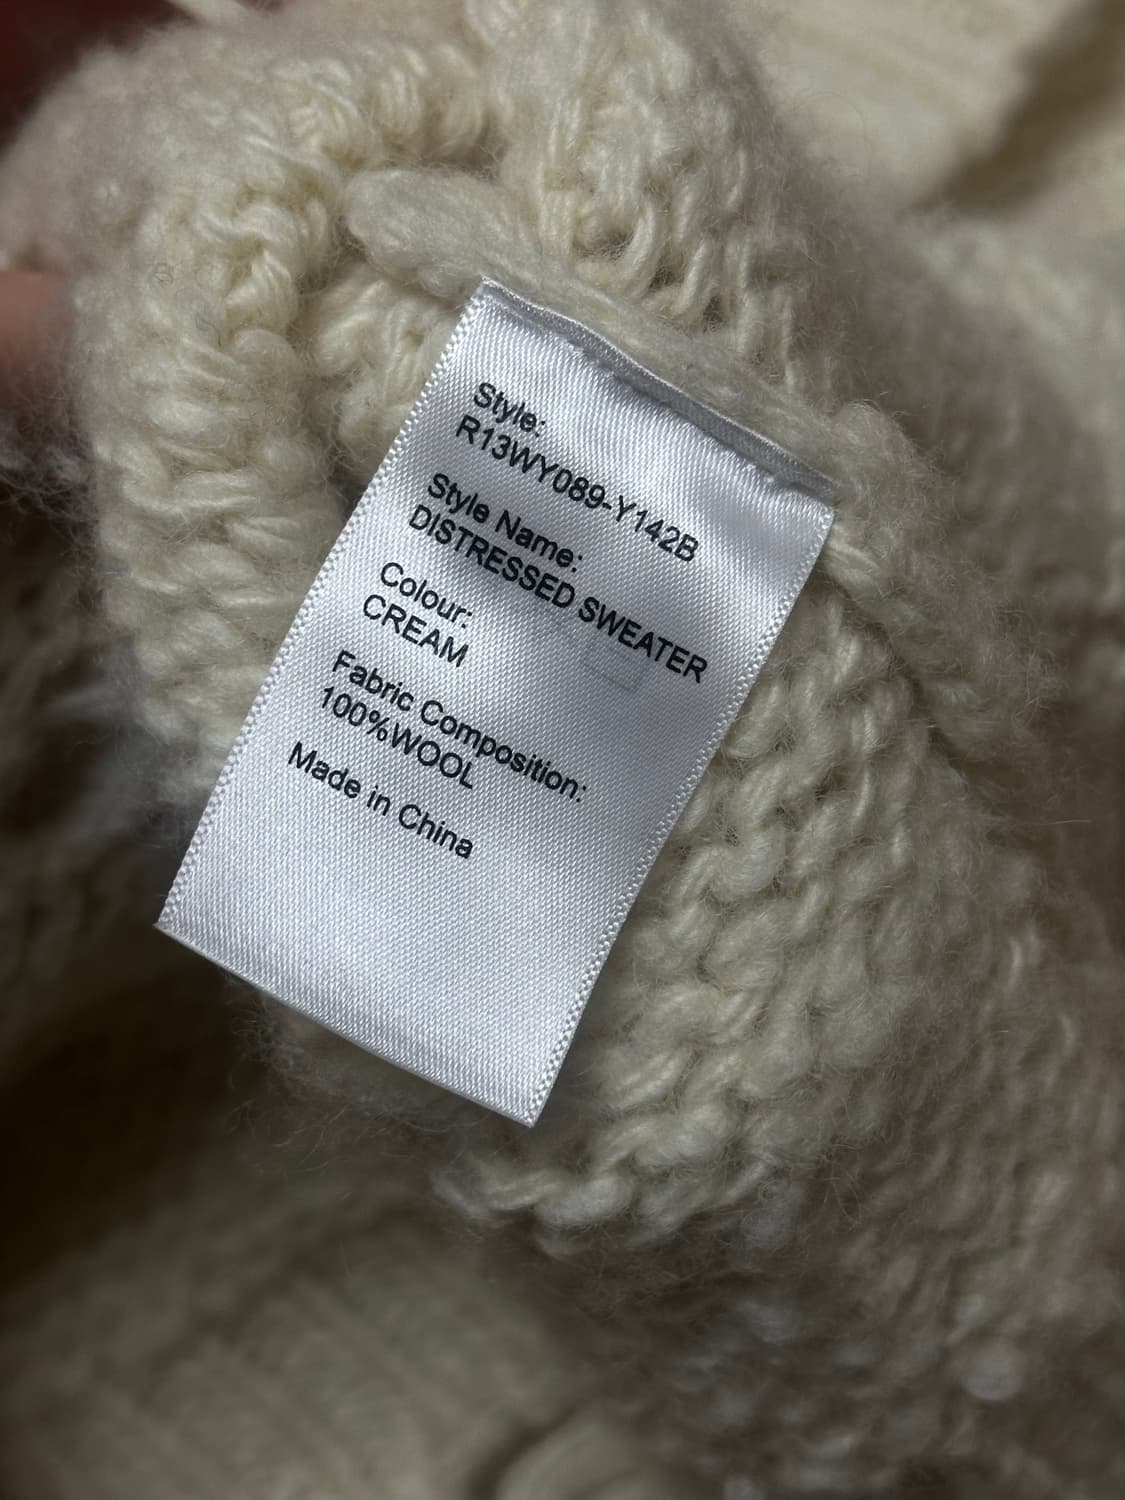 Style:
R13WY089-Y142B
Style Name:
DISTRESSED SWEATER
Colour:
CREAM
Fabric Composition:
100%WOOL
Made in China